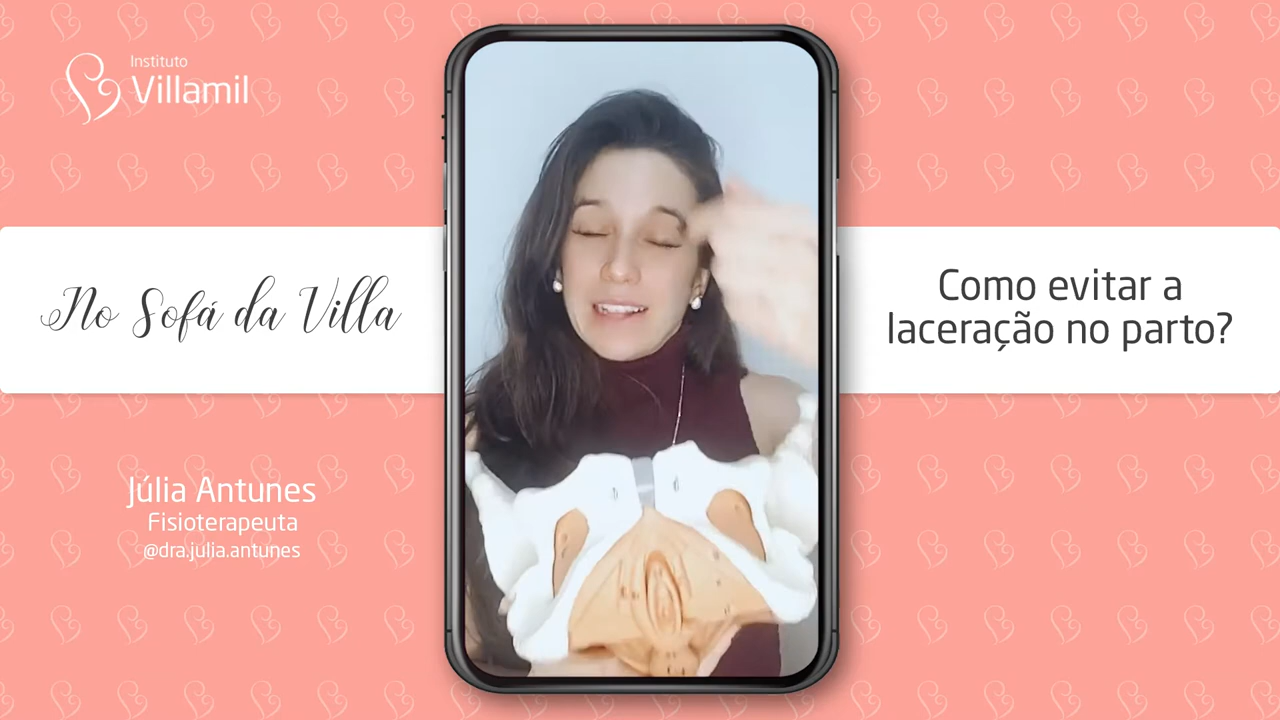 Instituto
Villamil
No Sofá da Villa
Como evitar a
laceração no parto?
Júlia Antunes
Fisioterapeuta
@dra.julia.antunes